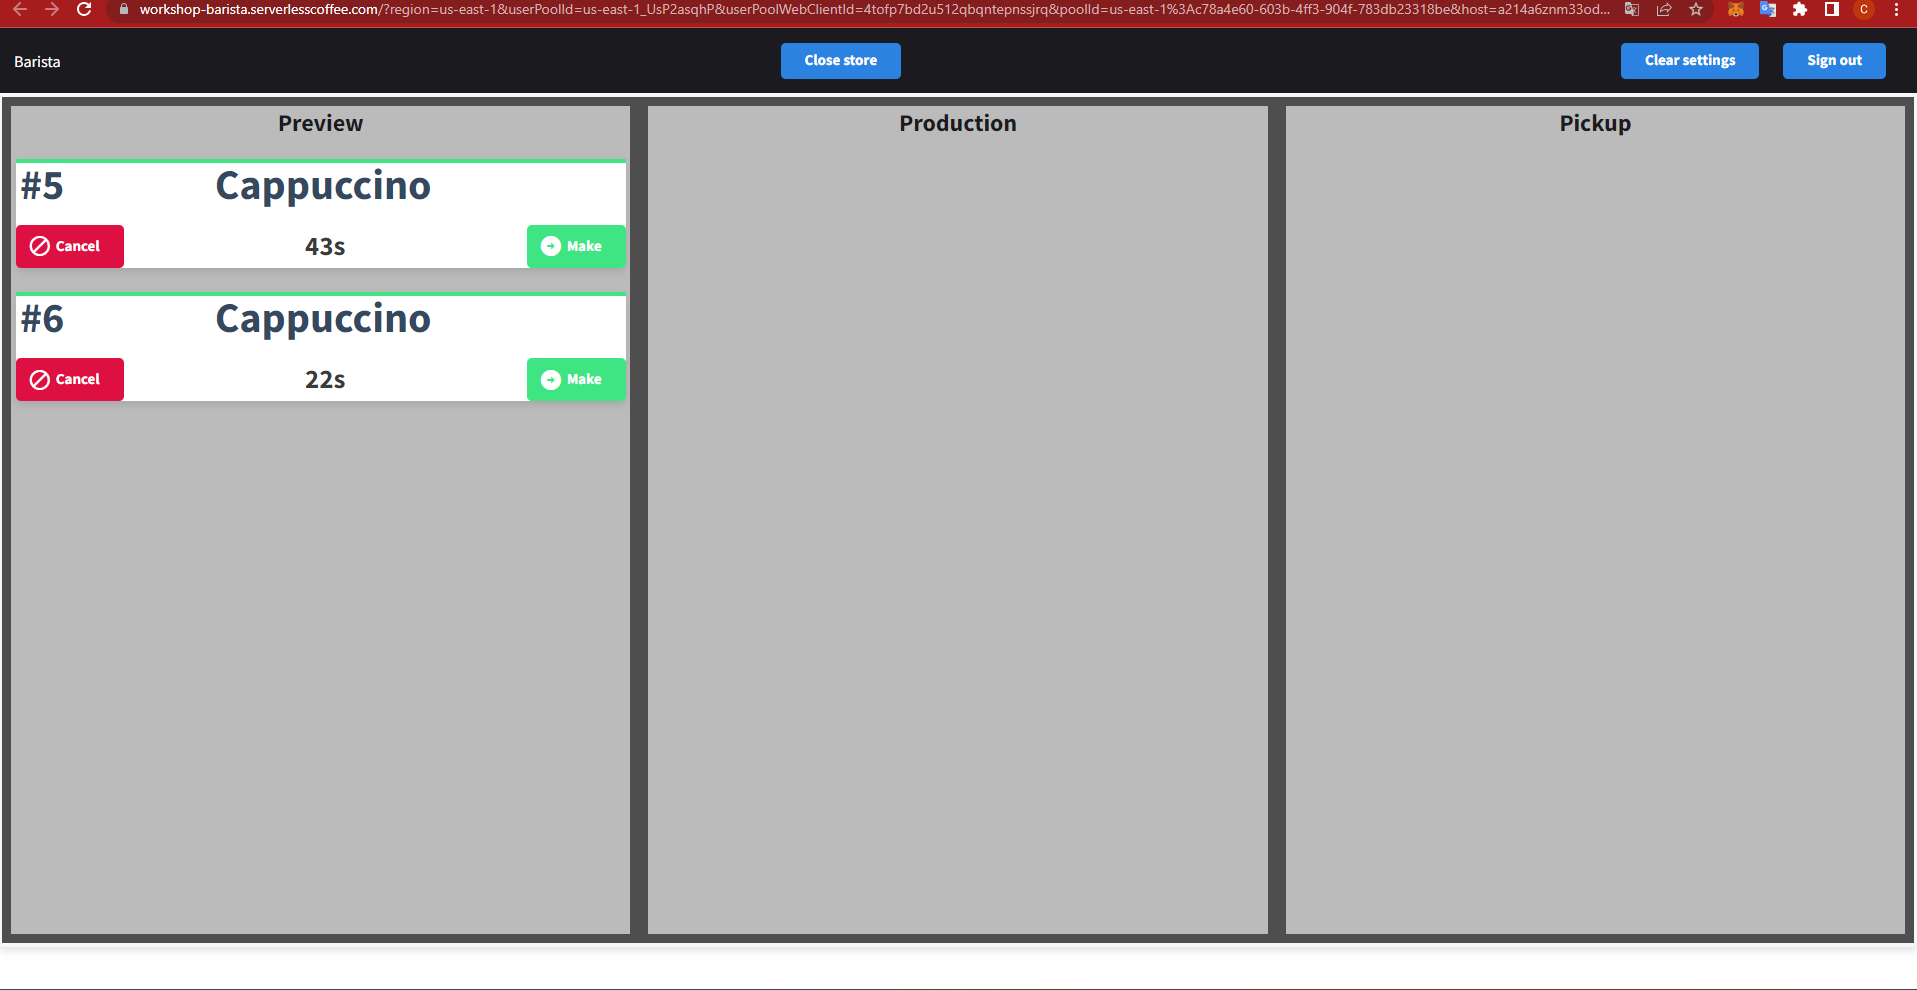 workshop-barista.serverlesscoffee.com/?region=us-east-1&userPoolId=us-east-1_UsP2asqhP&userPoolWebClientId=4tofp7bd2u512qbqntepnssjrq&poolId=us-east-1%3Ac78a4e60-603b-4ff3-904f-783db23318be&host=a214a6znm33od...
C
Barista
Close store
Clear settings
Sign out
Preview
#5 Cappuccino
Cancel 43s Make
#6 Cappuccino
Cancel 22s Make
Production
Pickup